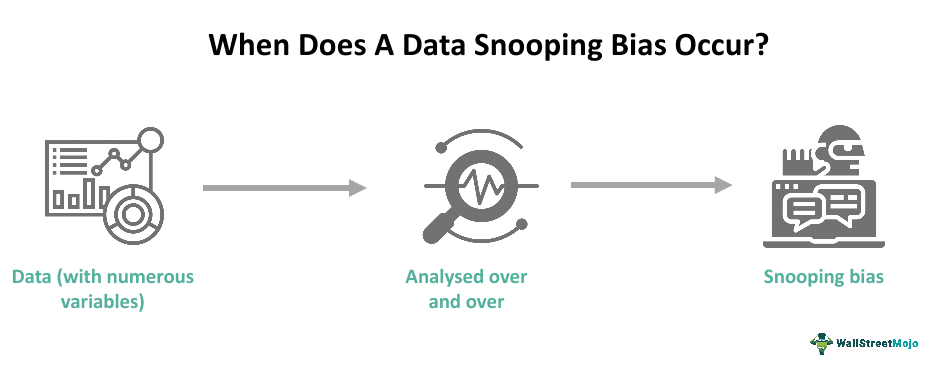 When Does A Data Snooping Bias Occur?
Data (with numerous
variables)
Analysed over
and over
Snooping bias
WallStreetMojo